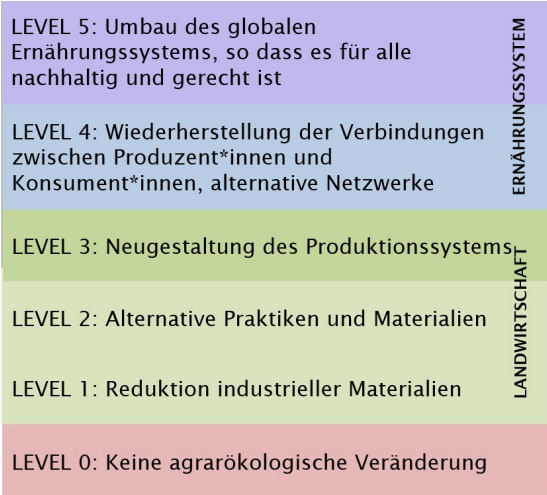 LEVEL 5: Umbau des globalen
Ernährungssystems, so dass es für alle
nachhaltig und gerecht ist
LEVEL 4: Wiederherstellung der Verbindungen
zwischen Produzent*innen und
Konsument*innen, alternative Netzwerke
ERNÄHRUNGSSYSTEM
LEVEL 3: Neugestaltung des Produktionssystems
LEVEL 2: Alternative Praktiken und Materialien
LEVEL 1: Reduktion industrieller Materialien
LANDWIRTSCHAFT
LEVEL 0: Keine agrarökologische Veränderung